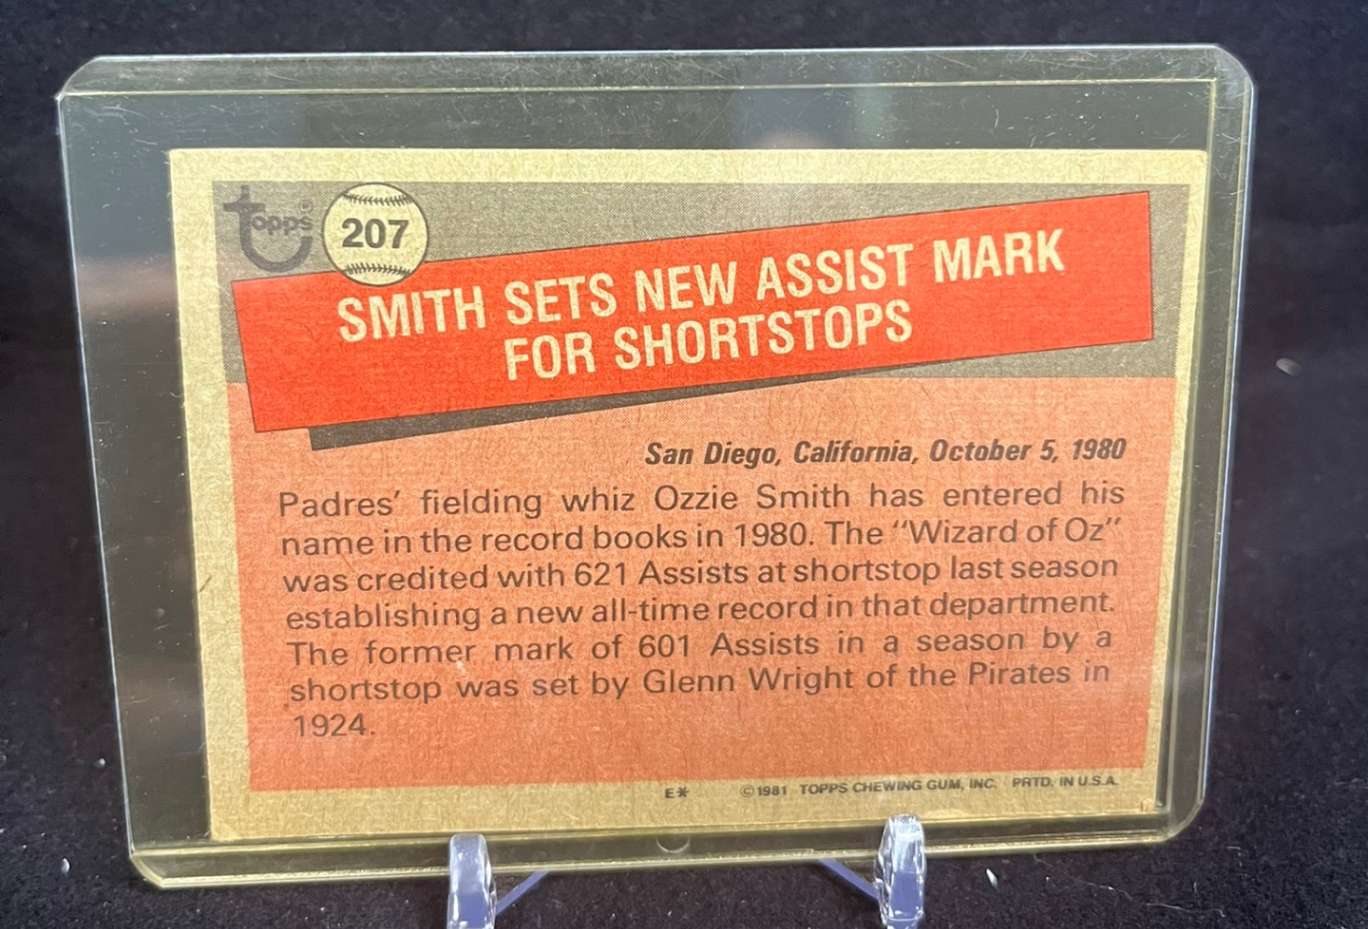 Topps®
207
SMITH SETS NEW ASSIST MARK
FOR SHORTSTOPS
San Diego, California, October 5, 1980
Padres' fielding whiz Ozzie Smith has entered his
name in the record books in 1980. The "Wizard of Oz"
was credited with 621 Assists at shortstop last season
establishing a new all-time record in that department.
The former mark of 601 Assists in a season by a
shortstop was set by Glenn Wright of the Pirates in
1924.
E* ©1981 TOPPS CHEWING GUM, INC. PRTD. IN U.S.A.